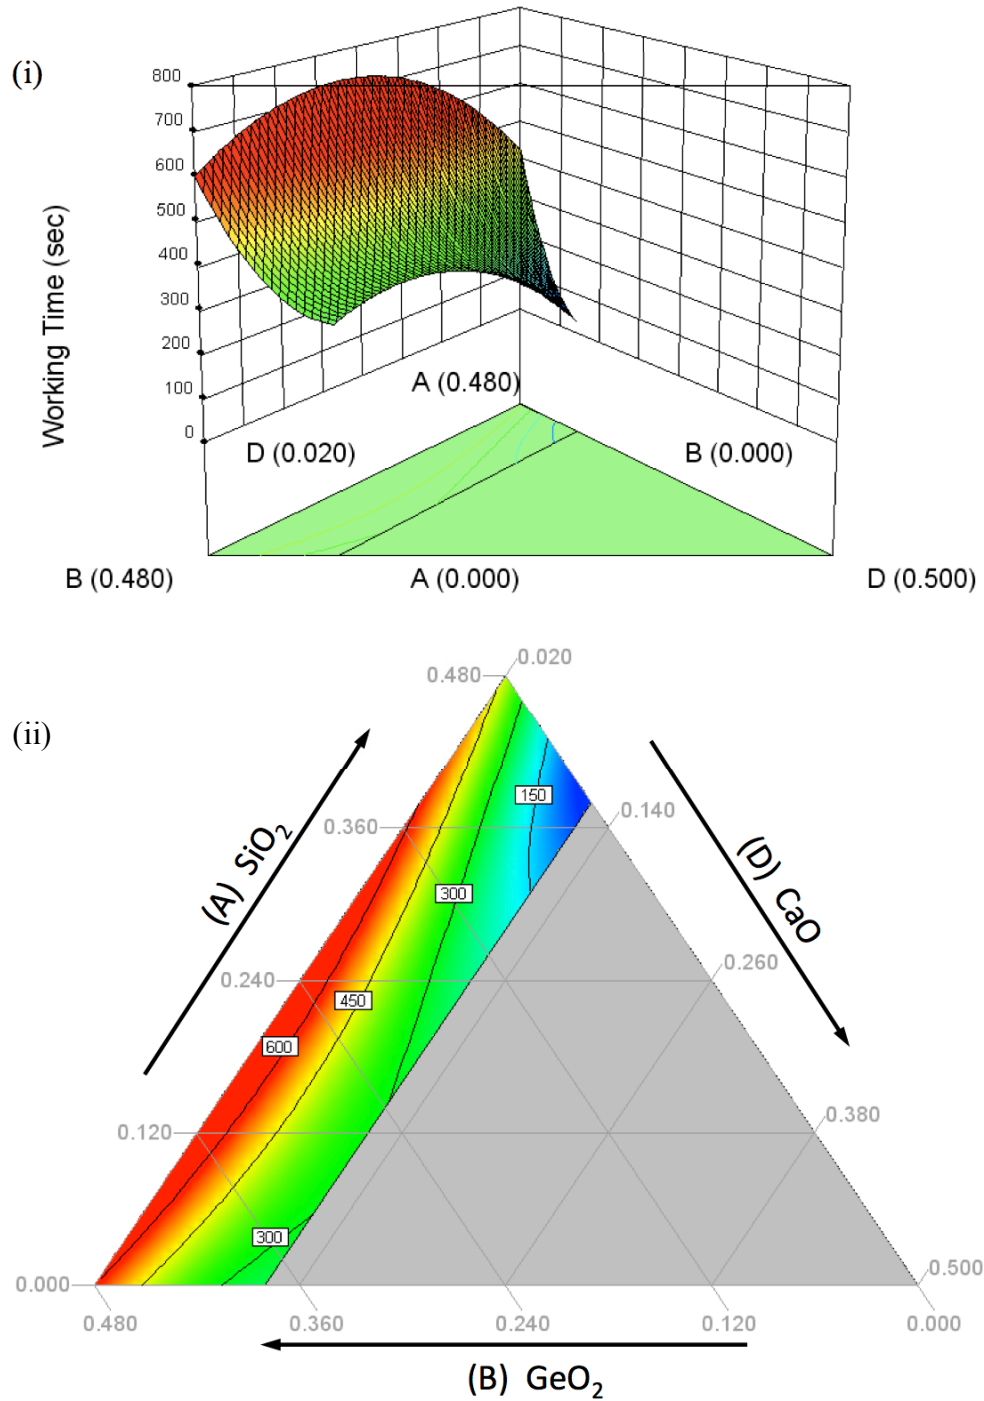 (i)
800
700
600
500
400
300
200
100
0
Working Time (sec)
A (0.480)
D (0.020)
B (0.000)
B (0.480)
A (0.000)
D (0.500)
(ii)
0.020
0.480
150
0.140
0.360
(A) SiO₂
(D) CaO
300
0.260
0.240
450
600
0.380
0.120
300
0.500
0.000
0.480
0.360
0.240
0.120
0.000
(B) GeO₂